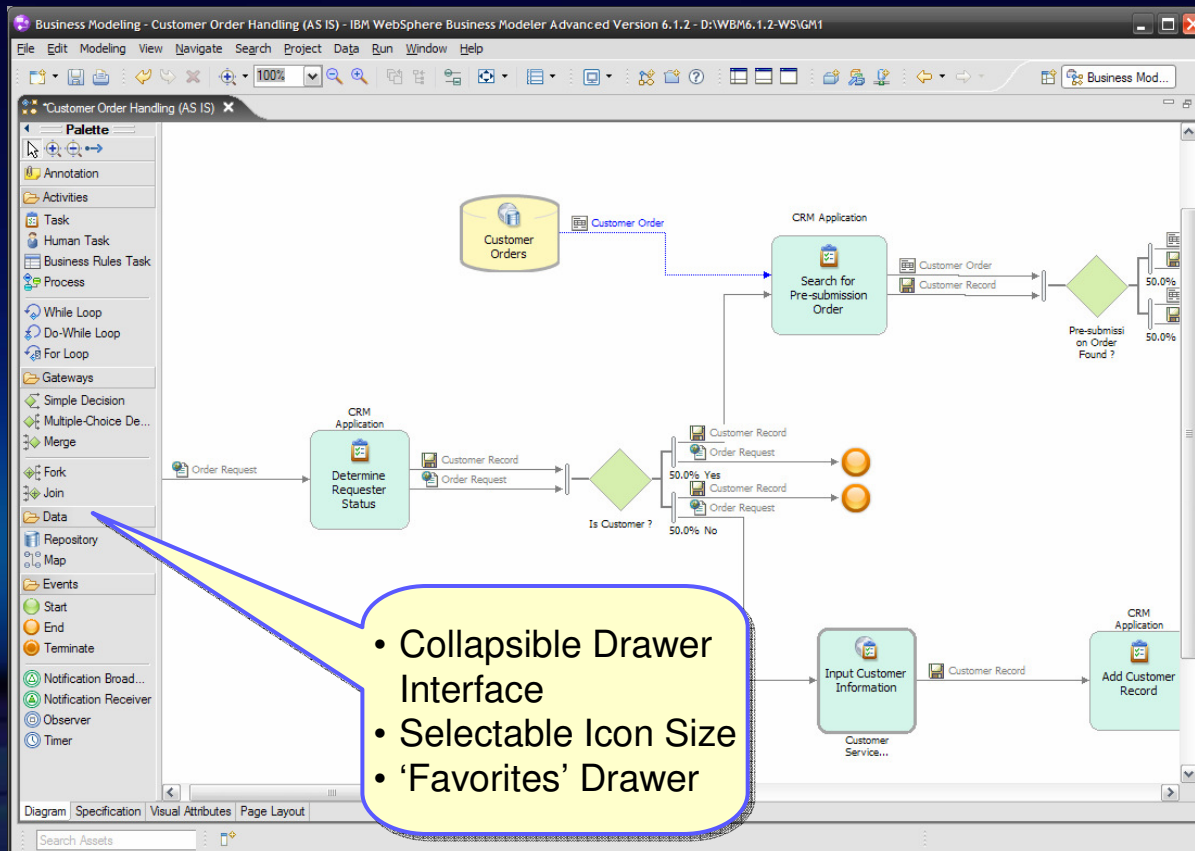 Business Modeling - Customer Order Handling (AS IS) - IBM WebSphere Business Modeler Advanced Version 6.1.2 - D:\WBM6.1.2-WS\GM1
File Edit Modeling View Navigate Search Project Data Run Window Help
100%
Business Mod...
*Customer Order Handling (AS IS)
Palette
Annotation
Activities
Task
Human Task
Business Rules Task
Process
While Loop
Do-While Loop
For Loop
Gateways
Simple Decision
Multiple-Choice De...
Merge
Fork
Join
Data
Repository
Map
Events
Start
End
Terminate
Notification Broad...
Notification Receiver
Observer
Timer
Customer
Orders
Customer Order
CRM Application
Search for
Pre-submission
Order
Customer Order
Customer Record
Pre-submissi
on Order
Found ?
50.0%
50.0%
Order Request
CRM
Application
Determine
Requester
Status
Customer Record
Order Request
Is Customer ?
Customer Record
Order Request
50.0% Yes
Customer Record
Order Request
50.0% No
Input Customer
Information
Customer
Service...
Customer Record
CRM
Application
Add Customer
Record
• Collapsible Drawer
Interface
• Selectable Icon Size
• ‘Favorites’ Drawer
Diagram Specification Visual Attributes Page Layout
Search Assets